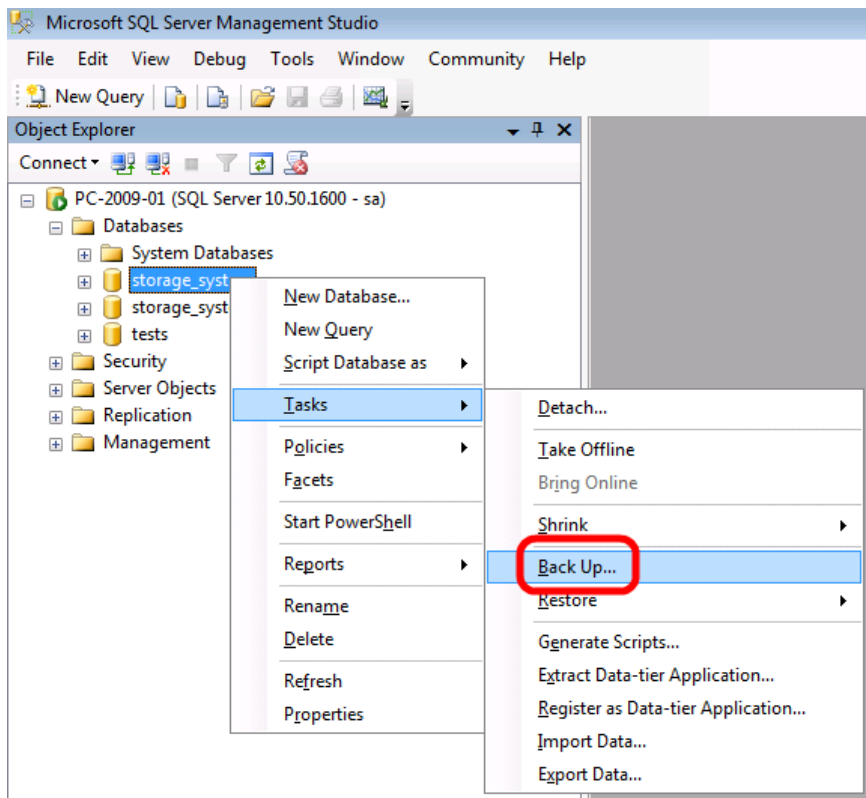 Microsoft SQL Server Management Studio
File Edit View Debug Tools Window Community Help
New Query
Object Explorer
Connect
PC-2009-01 (SQL Server 10.50.1600 - sa)
Databases
System Databases
storage_syst
storage_syst
tests
Security
Server Objects
Replication
Management
New Database...
New Query
Script Database as
Tasks
Policies
Facets
Start PowerShell
Reports
Rename
Delete
Refresh
Properties
Detach...
Take Offline
Bring Online
Shrink
Back Up...
Restore
Generate Scripts...
Extract Data-tier Application...
Register as Data-tier Application...
Import Data...
Export Data...